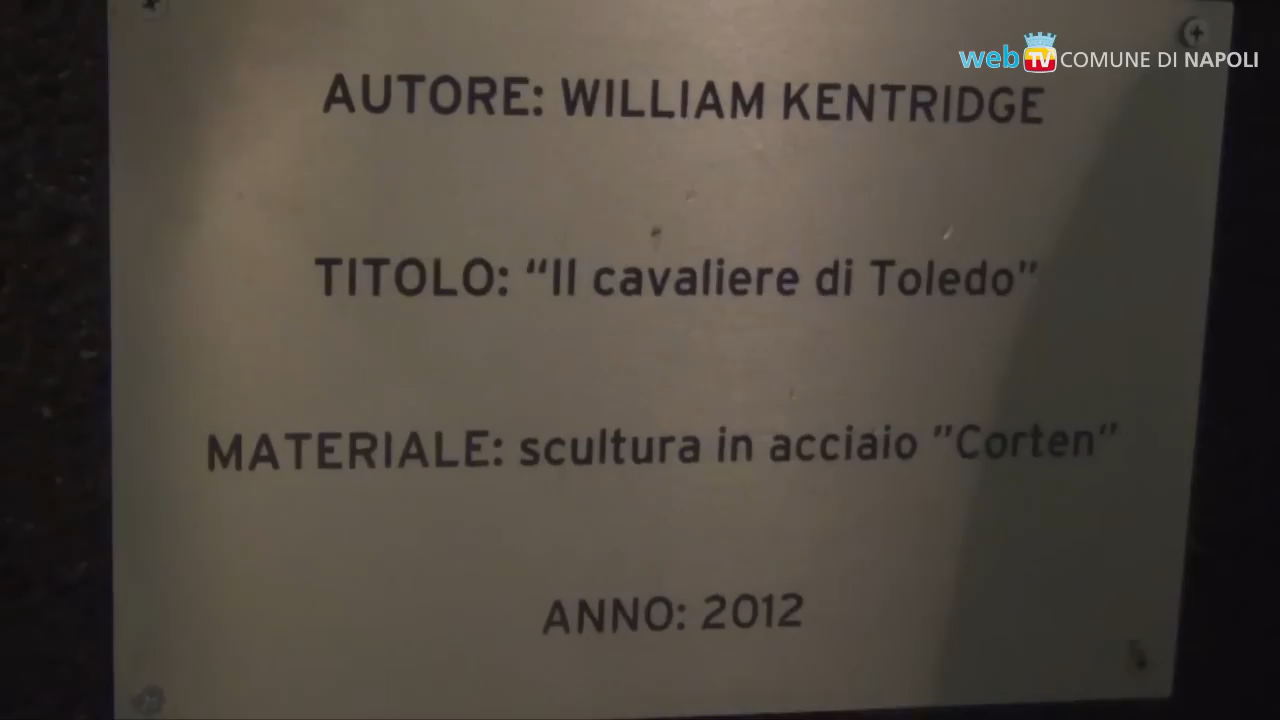 web TV COMUNE DI NAPOLI
AUTORE: WILLIAM KENTRIDGE
TITOLO: “Il cavaliere di Toledo”
MATERIALE: scultura in acciaio ”Corten”
ANNO: 2012